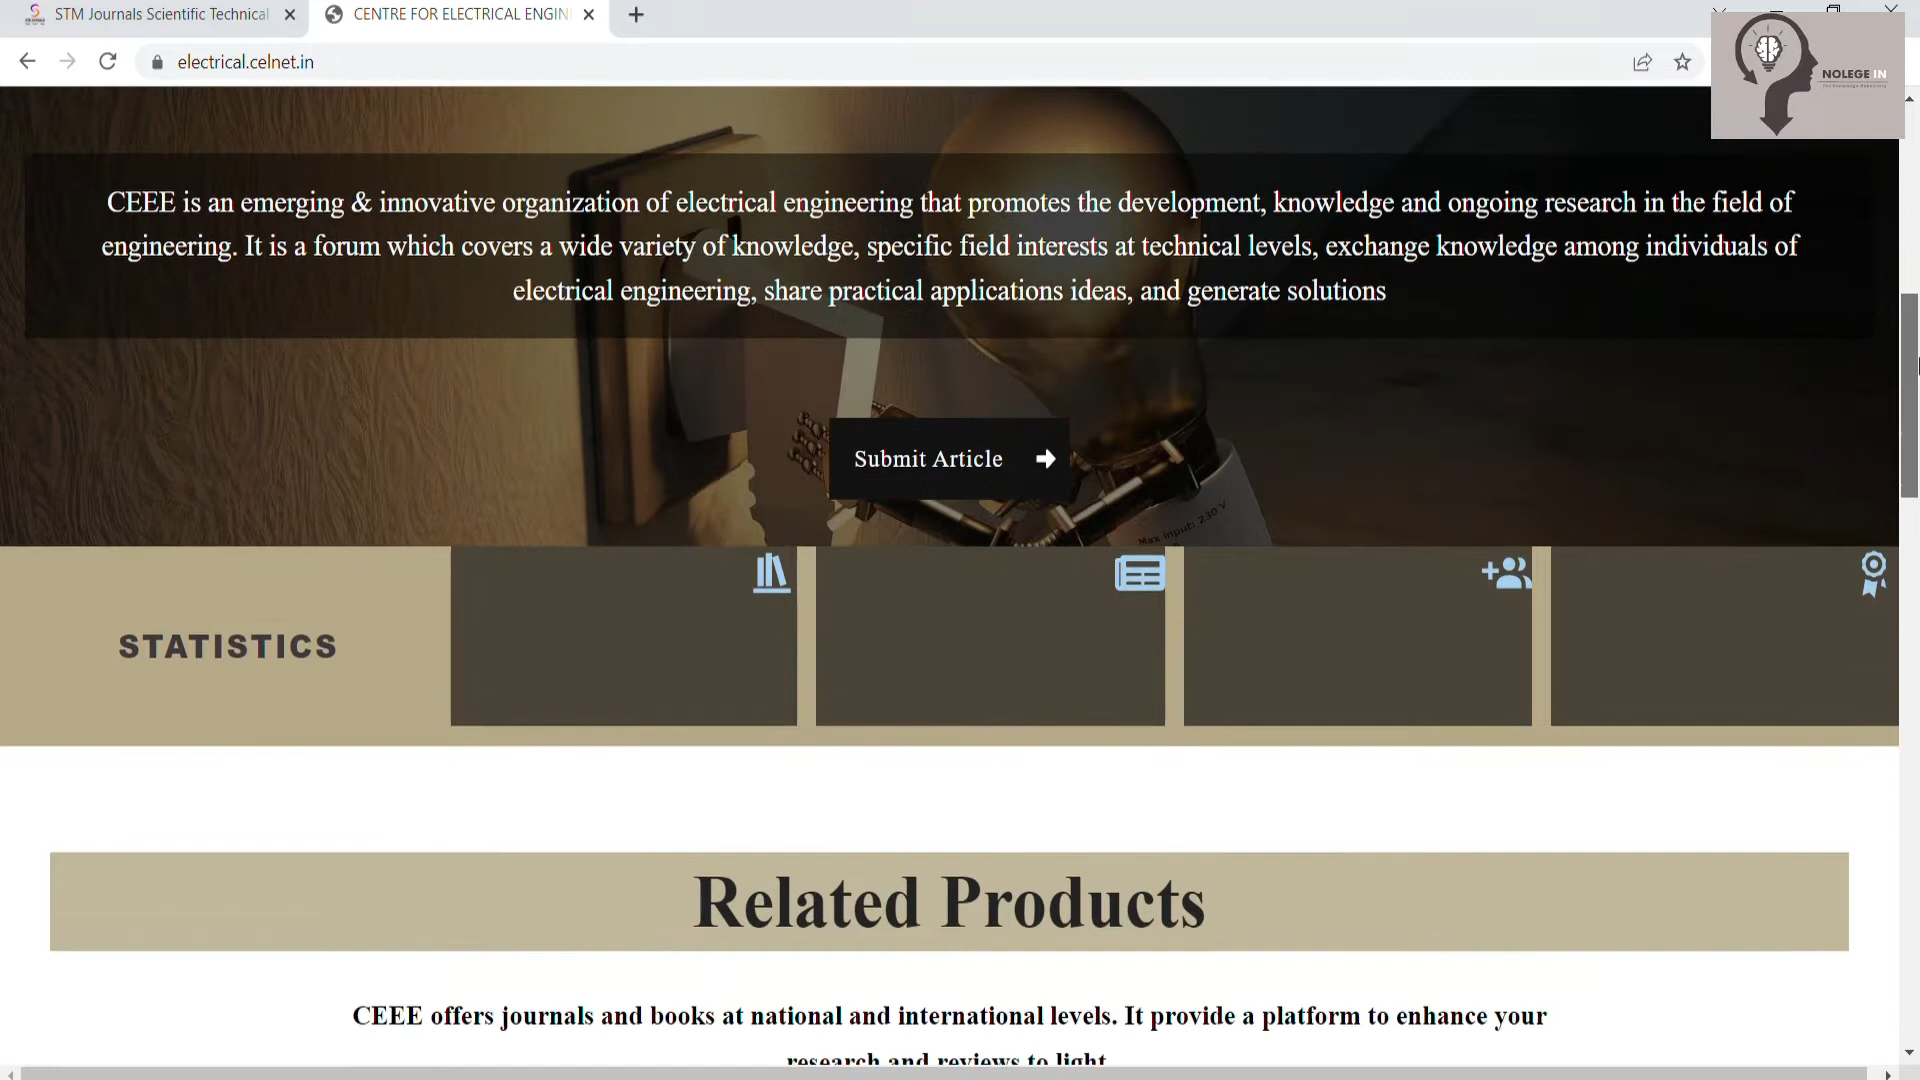 STM Journals Scientific Technical
CENTRE FOR ELECTRICAL ENGIN
electrical.celnet.in
NOLEGE IN
CEEE is an emerging & innovative organization of electrical engineering that promotes the development, knowledge and ongoing research in the field of
engineering. It is a forum which covers a wide variety of knowledge, specific field interests at technical levels, exchange knowledge among individuals of
electrical engineering, share practical applications ideas, and generate solutions
Submit Article
Max input: 230 V
STATISTICS
Related Products
CEEE offers journals and books at national and international levels. It provide a platform to enhance your
research and reviews to light